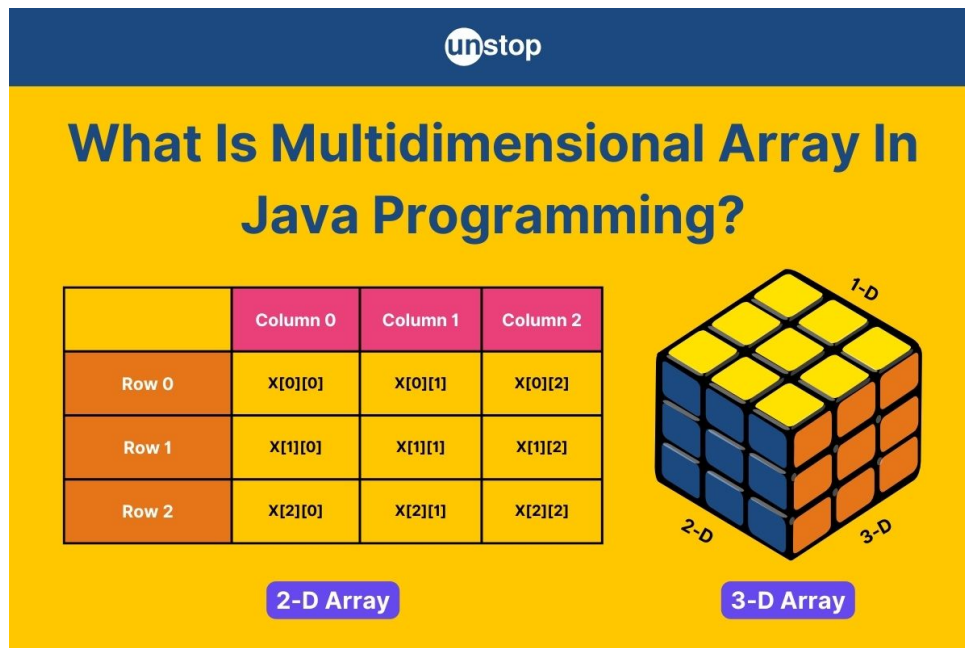 unstop
What Is Multidimensional Array In
Java Programming?
Column 0 Column 1 Column 2
Row 0 X[0][0] X[0][1] X[0][2]
Row 1 X[1][0] X[1][1] X[1][2]
Row 2 X[2][0] X[2][1] X[2][2]
2-D Array
1-D
2-D 3-D
3-D Array